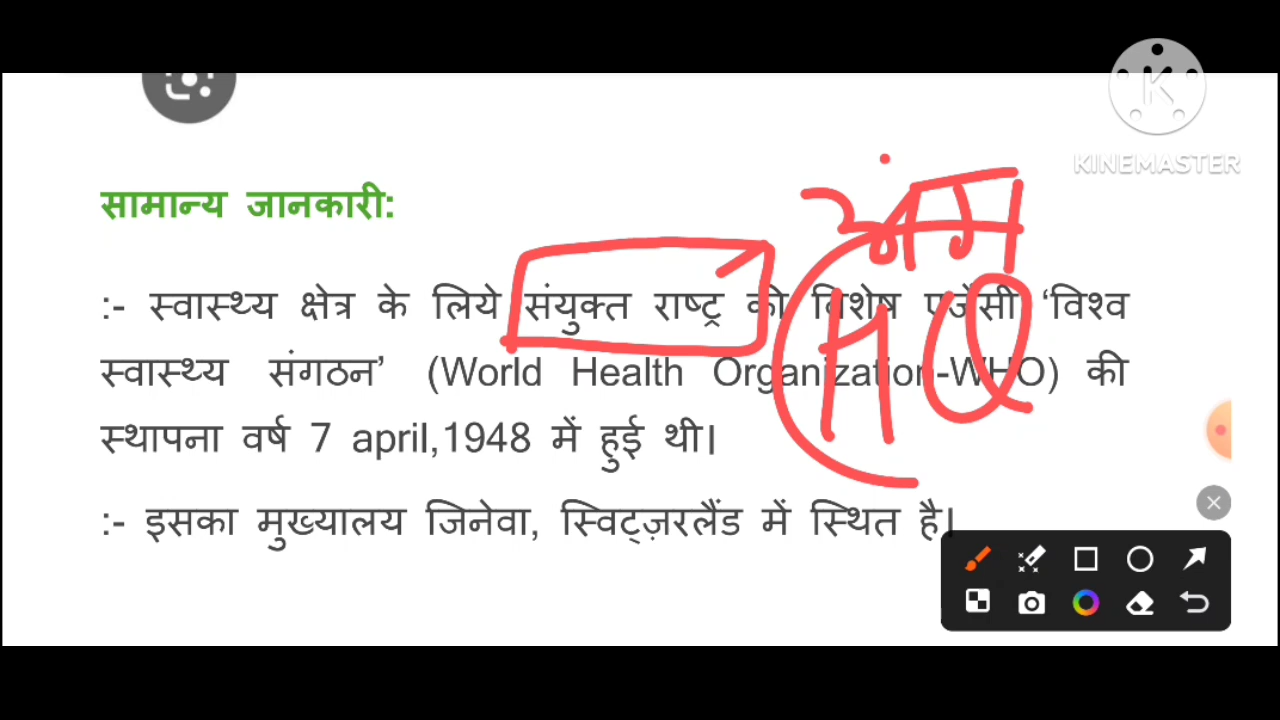 KINEMASTER
सामान्य जानकारी:
अंग
:- स्वास्थ्य क्षेत्र के लिये संयुक्त राष्ट्र की विशेष एजेंसी ‘विश्व
HQ
स्वास्थ्य संगठन’ (World Health Organization-WHO) की
स्थापना वर्ष 7 april,1948 में हुई थी।
:- इसका मुख्यालय जिनेवा, स्विट्ज़रलैंड में स्थित है।